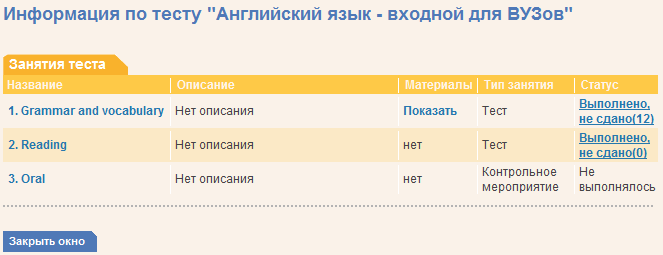 Информация по тесту "Английский язык - входной для ВУЗов"
Занятия теста
Название Описание Материалы Тип занятия Статус
1. Grammar and vocabulary Нет описания Показать Тест Выполнено,
не сдано(12)
2. Reading Нет описания нет Тест Выполнено,
не сдано(0)
3. Oral Нет описания нет Контрольное
мероприятие Не
выполнялось
Закрыть окно